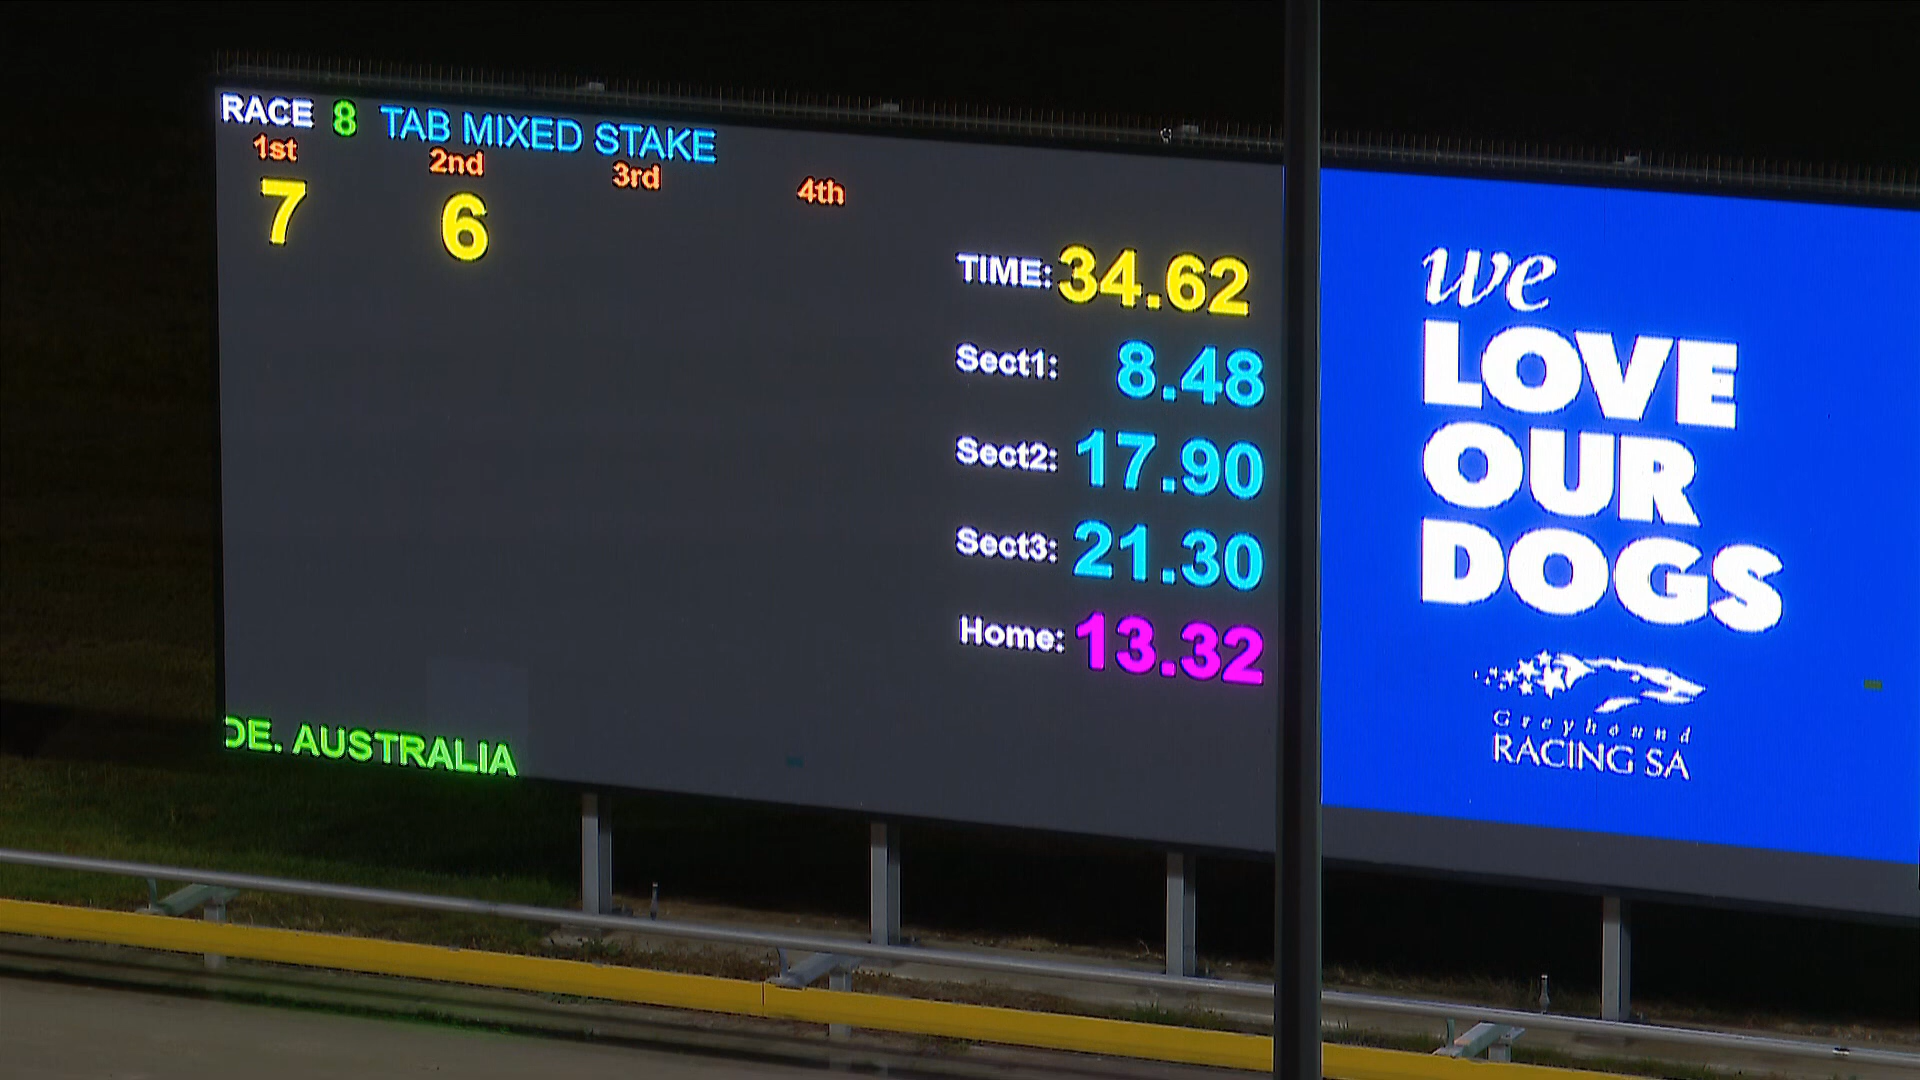 RACE 8 TAB MIXED STAKE
1st 2nd 3rd 4th
7 6
TIME: 34.62
Sect1: 8.48
Sect2: 17.90
Sect3: 21.30
Home: 13.32
DE. AUSTRALIA
we
LOVE
OUR
DOGS
Greyhound
RACING SA